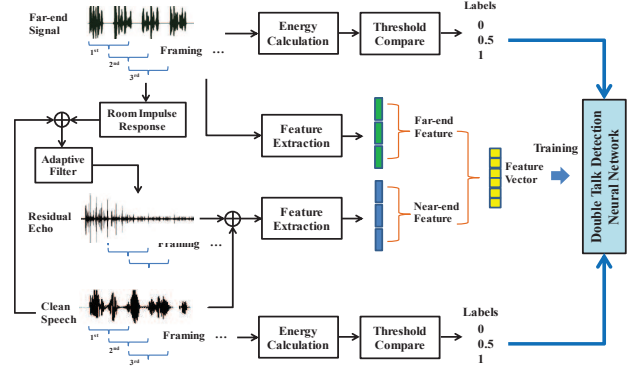 Far-end
Signal
1st
2nd
3rd
Framing ...
Energy
Calculation
Threshold
Compare
Labels
0
0.5
1
Room Impulse
Response
Adaptive
Filter
Feature
Extraction
Far-end
Feature
Feature
Vector
Training
Double Talk Detection
Neural Network
Residual
Echo
Framing ...
Feature
Extraction
Near-end
Feature
Clean
Speech
1st
2nd
3rd
Framing ...
Energy
Calculation
Threshold
Compare
Labels
0
0.5
1